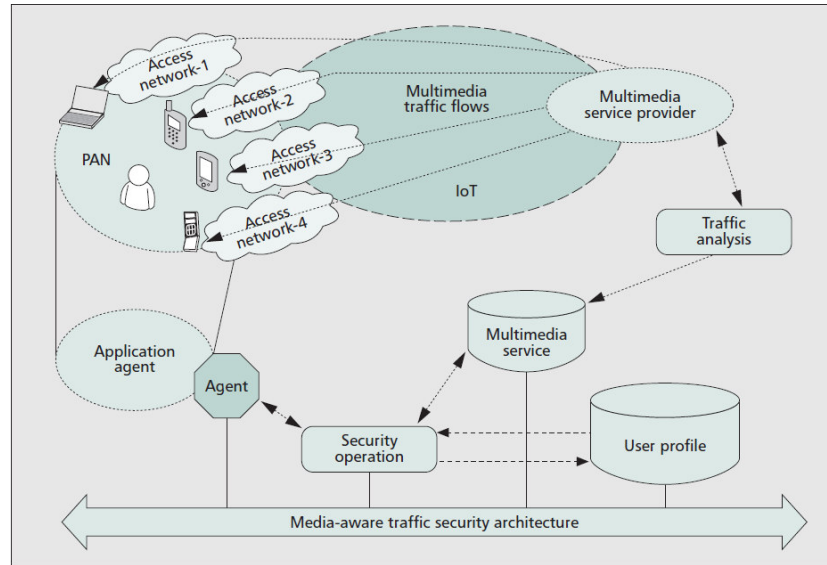 Access
network-1
Access
network-2
Multimedia
traffic flows
Multimedia
service provider
PAN
Access
network-3
IoT
Access
network-4
Traffic
analysis
Multimedia
service
Application
agent
Agent
Security
operation
User profile
Media-aware traffic security architecture